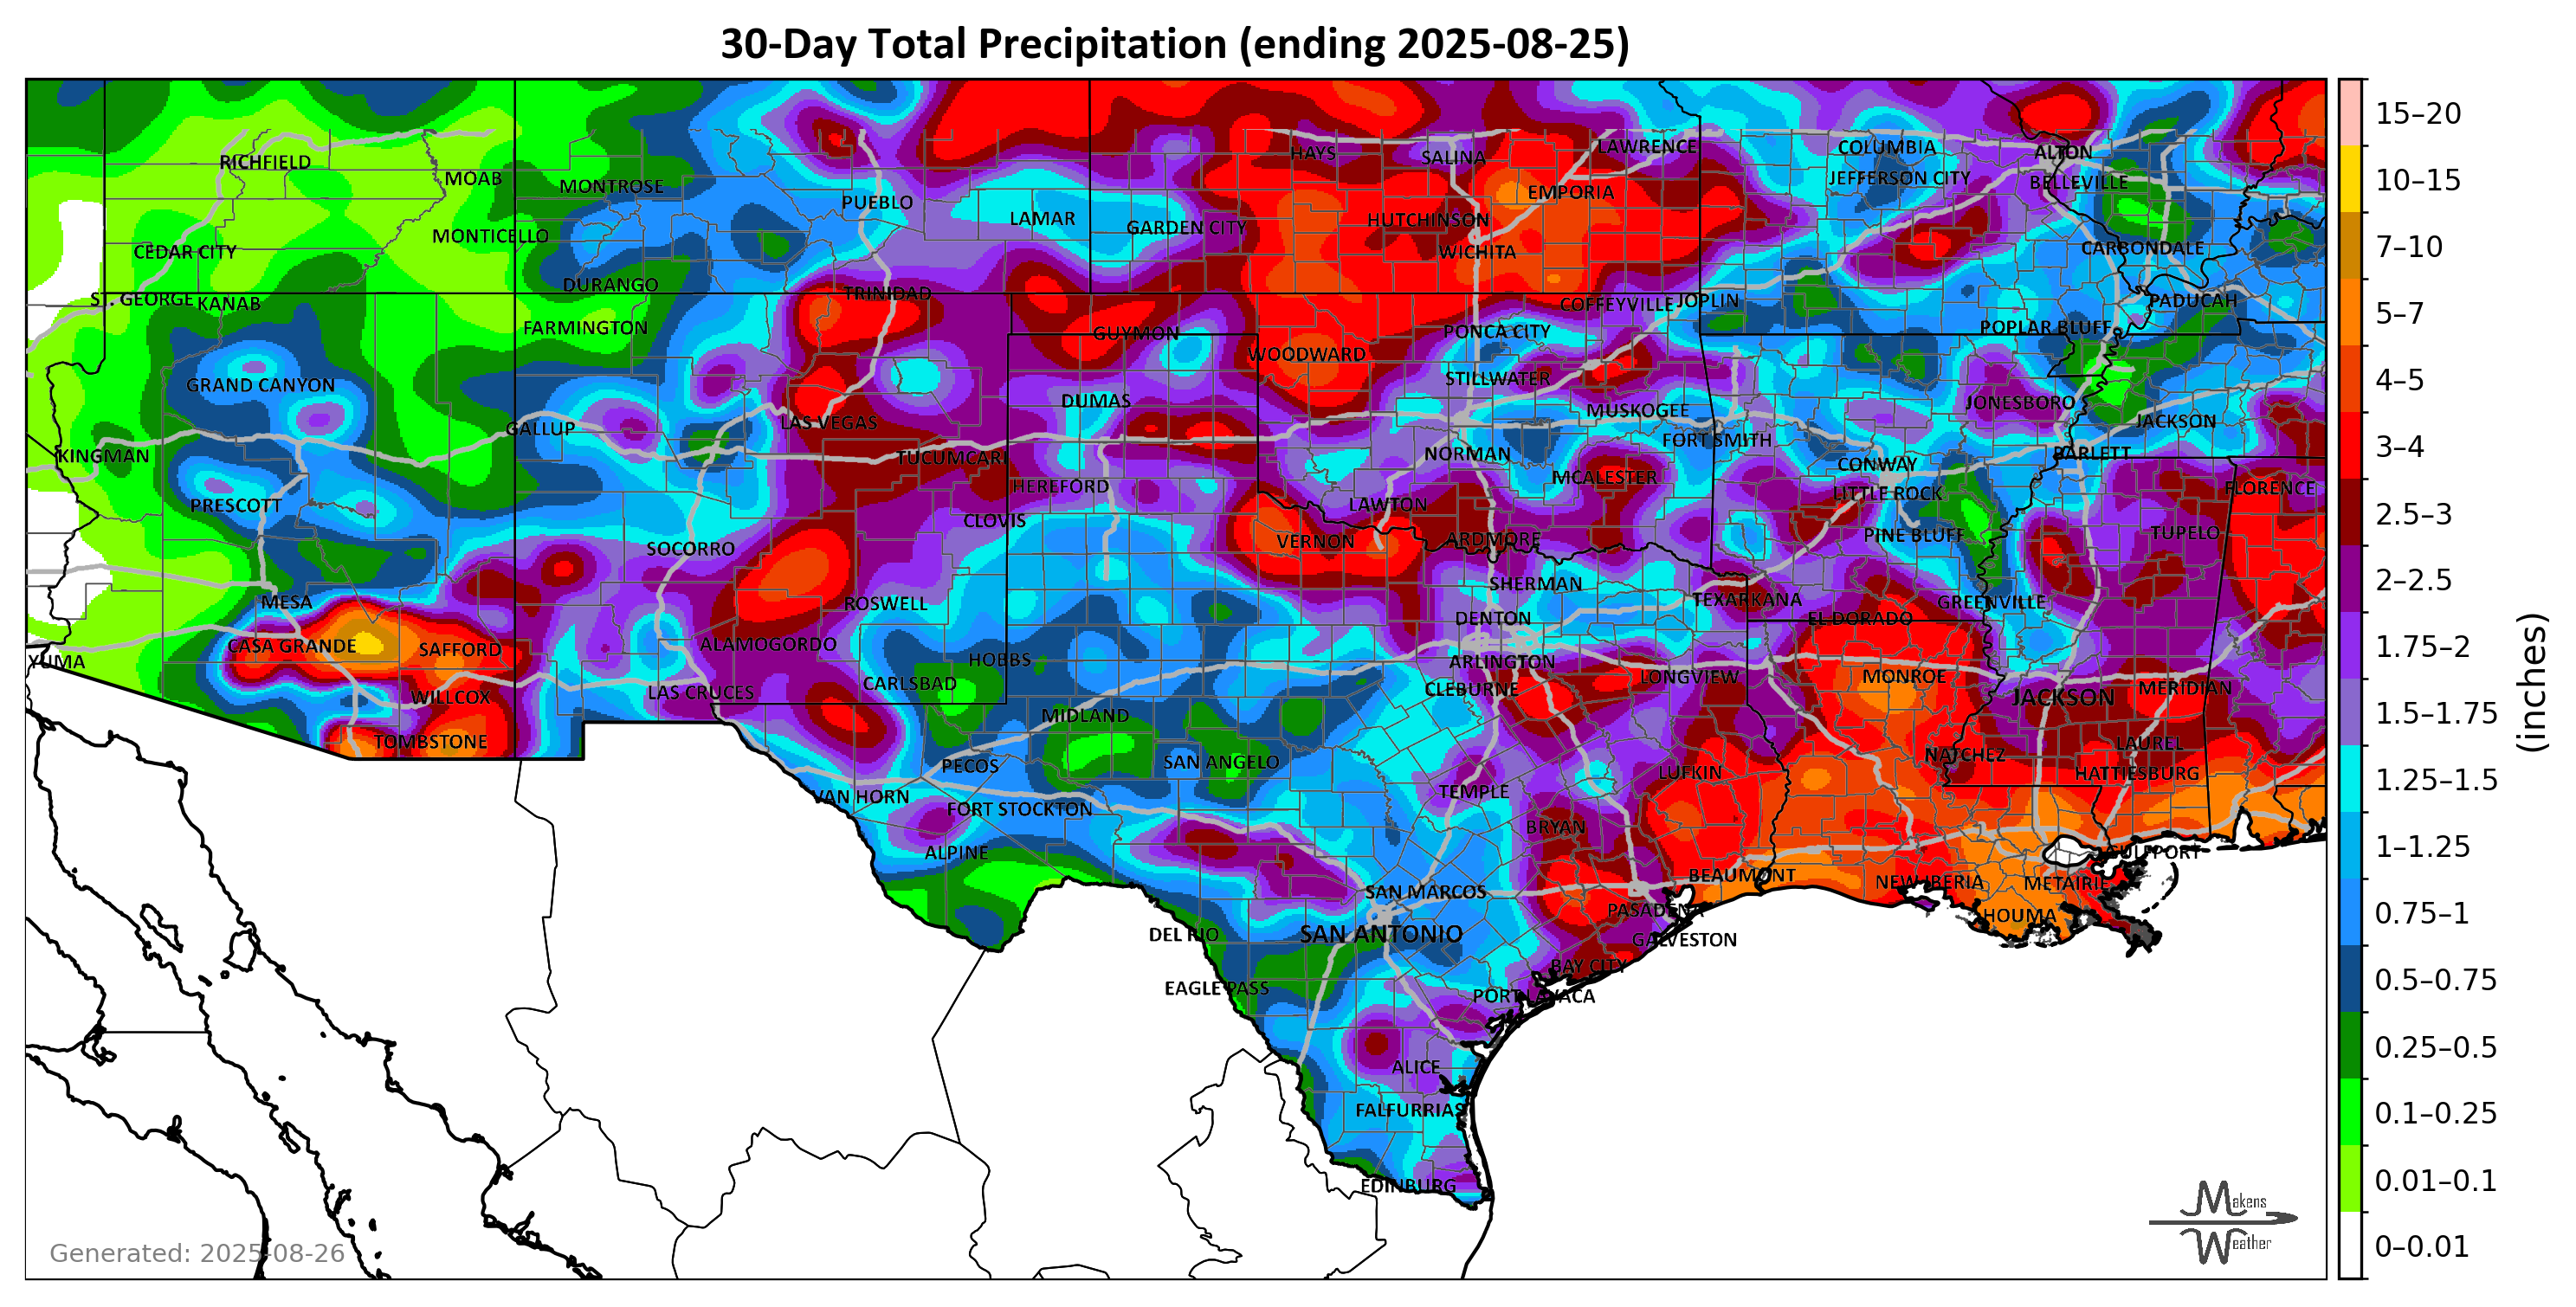 30-Day Total Precipitation (ending 2025-08-25)
RICHFIELD
MOAB
MONTROSE
PUEBLO
LAMAR
GARDEN CITY
HAYS
SALINA
LAWRENCE
COLUMBIA
ALTON
JEFFERSON CITY
BELLEVILLE
EMPORIA
HUTCHINSON
WICHITA
MONTICELLO
CEDAR CITY
CARBONDALE
DURANGO
TRINIDAD
ST. GEORGE
KANAB
COFFEYVILLE
JOPLIN
PADUCAH
FARMINGTON
GUYMON
PONCA CITY
POPLAR BLUFF
WOODWARD
GRAND CANYON
STILLWATER
DUMAS
MUSKOGEE
JONESBORO
JACKSON
GALLUP
LAS VEGAS
FORT SMITH
KINGMAN
TUCUMCARI
NORMAN
CONWAY
BARLETT
MCALESTER
HEREFORD
LITTLE ROCK
FLORENCE
PRESCOTT
LAWTON
CLOVIS
PINE BLUFF
TUPELO
SOCORRO
VERNON
ARDMORE
SHERMAN
MESA
ROSWELL
TEXARKANA
GREENVILLE
DENTON
EL DORADO
CASA GRANDE
SAFFORD
ALAMOGORDO
YUMA
HOBBS
ARLINGTON
CARLSBAD
LONGVIEW
MONROE
WILLCOX
LAS CRUCES
CLEBURNE
JACKSON
MERIDIAN
MIDLAND
TOMBSTONE
NATCHEZ
LAUREL
PECOS
SAN ANGELO
LUFKIN
HATTIESBURG
VAN HORN
FORT STOCKTON
TEMPLE
BRYAN
ALPINE
GULFPORT
BEAUMONT
NEW IBERIA
METAIRIE
SAN MARCOS
PASADENA
HOUMA
DEL RIO
SAN ANTONIO
GALVESTON
BAY CITY
EAGLE PASS
PORT LAVACA
ALICE
FALFURRIAS
EDINBURG
Generated: 2025-08-26
Makens
Weather
15–20
10–15
7–10
5–7
4–5
3–4
2.5–3
2–2.5
1.75–2
1.5–1.75
1.25–1.5
1–1.25
0.75–1
0.5–0.75
0.25–0.5
0.1–0.25
0.01–0.1
0–0.01
(inches)